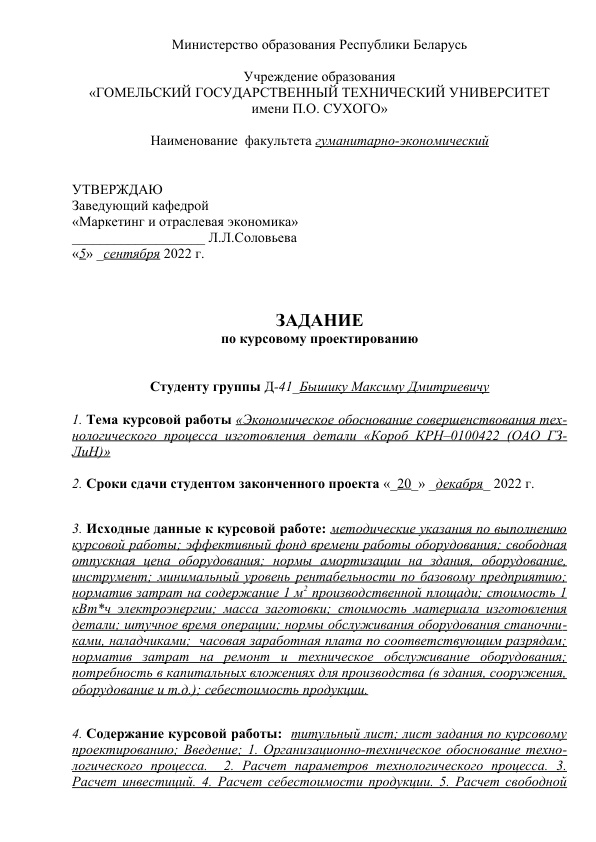 Министерство образования Республики Беларусь
Учреждение образования
«ГОМЕЛЬСКИЙ ГОСУДАРСТВЕННЫЙ ТЕХНИЧЕСКИЙ УНИВЕРСИТЕТ
имени П.О. СУХОГО»
Наименование факультета гуманитарно-экономический
УТВЕРЖДАЮ
Заведующий кафедрой
«Маркетинг и отраслевая экономика»
___________________ Л.Л.Соловьева
«5» _сентября 2022 г.
ЗАДАНИЕ
по курсовому проектированию
Студенту группы Д-41_Бышику Максиму Дмитриевичу
1. Тема курсовой работы «Экономическое обоснование совершенствования тех-
нологического процесса изготовления детали «Короб КРН–0100422 (ОАО ГЗ-
ЛиН)»
2. Сроки сдачи студентом законченного проекта «_20_» _декабря_ 2022 г.
3. Исходные данные к курсовой работе: методические указания по выполнению
курсовой работы; эффективный фонд времени работы оборудования; свободная
отпускная цена оборудования; нормы амортизации на здания, оборудование,
инструмент; минимальный уровень рентабельности по базовому предприятию;
норматив затрат на содержание 1 м2 производственной площади; стоимость 1
кВт*ч электроэнергии; масса заготовки; стоимость материала изготовления
детали; штучное время операции; нормы обслуживания оборудования станочни-
ками, наладчиками; часовая заработная плата по соответствующим разрядам;
норматив затрат на ремонт и техническое обслуживание оборудования;
потребность в капитальных вложениях для производства (в здания, сооружения,
оборудование и т.д.); себестоимость продукции.
4. Содержание курсовой работы: титульный лист; лист задания по курсовому
проектированию; Введение; 1. Организационно-техническое обоснование техно-
логического процесса. 2. Расчет параметров технологического процесса. 3.
Расчет инвестиций. 4. Расчет себестоимости продукции. 5. Расчет свободной